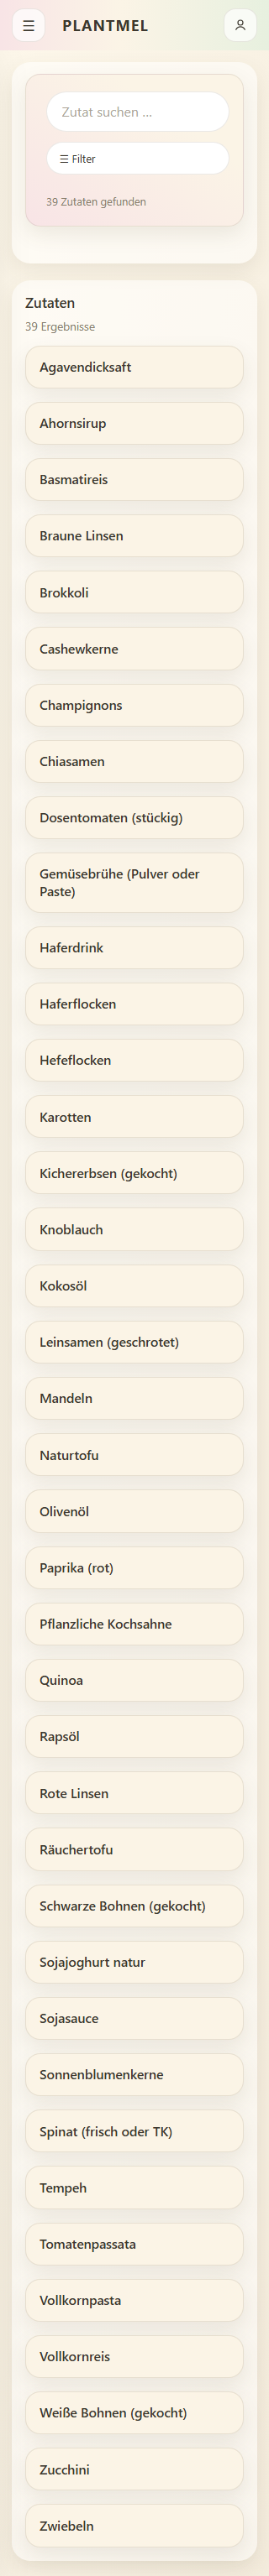 ☰ PLANTMEL
Zutat suchen ...
☰ Filter
39 Zutaten gefunden
Zutaten
39 Ergebnisse
Agavendicksaft
Ahornsirup
Basmatireis
Braune Linsen
Brokkoli
Cashewkerne
Champignons
Chiasamen
Dosentomaten (stückig)
Gemüsebrühe (Pulver oder
Paste)
Haferdrink
Haferflocken
Hefeflocken
Karotten
Kichererbsen (gekocht)
Knoblauch
Kokosöl
Leinsamen (geschrotet)
Mandeln
Naturtofu
Olivenöl
Paprika (rot)
Pflanzliche Kochsahne
Quinoa
Rapsöl
Rote Linsen
Räuchertofu
Schwarze Bohnen (gekocht)
Sojajoghurt natur
Sojasauce
Sonnenblumenkerne
Spinat (frisch oder TK)
Tempeh
Tomatenpassata
Vollkornpasta
Vollkornreis
Weiße Bohnen (gekocht)
Zucchini
Zwiebeln